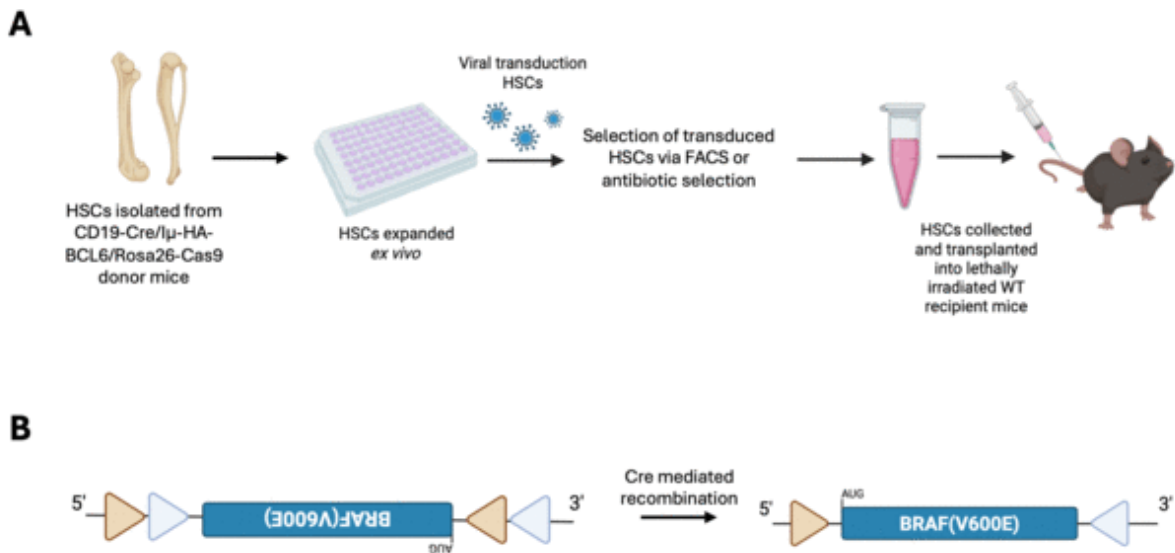 A
Viral transduction
HSCs
Selection of transduced
HSCs via FACS or
antibiotic selection
HSCs isolated from
CD19-Cre/Iμ-HA-
BCL6/Rosa26-Cas9
donor mice
HSCs expanded
ex vivo
HSCs collected
and transplanted
into lethally
irradiated WT
recipient mice
B
5'
BRAF(V600E)
AUG
3'
Cre mediated
recombination
5'
AUG
BRAF(V600E)
3'